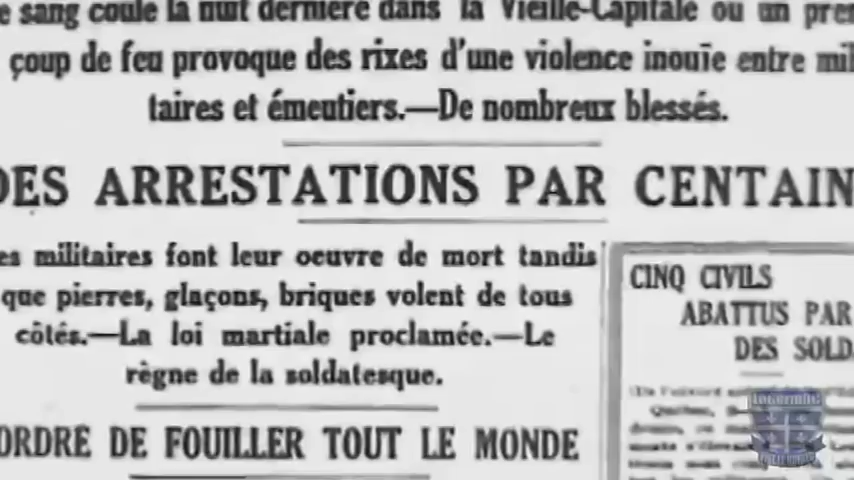 sang coule la nuit dernière dans la Vieille-Capitale ou un
çoup de feu provoque des rixes d'une violence inouïe entre mil
taires et émeutiers.—De nombreux blessés.
DES ARRESTATIONS PAR CENTAIN
es militaires font leur oeuvre de mort tandis
que pierres, glaçons, briques volent de tous
côtés.—La loi martiale proclamée.—Le
règne de la soldatesque.
ORDRE DE FOUILLER TOUT LE MONDE
CINQ CIVILS
ABATTUS PAR
DES SOLD